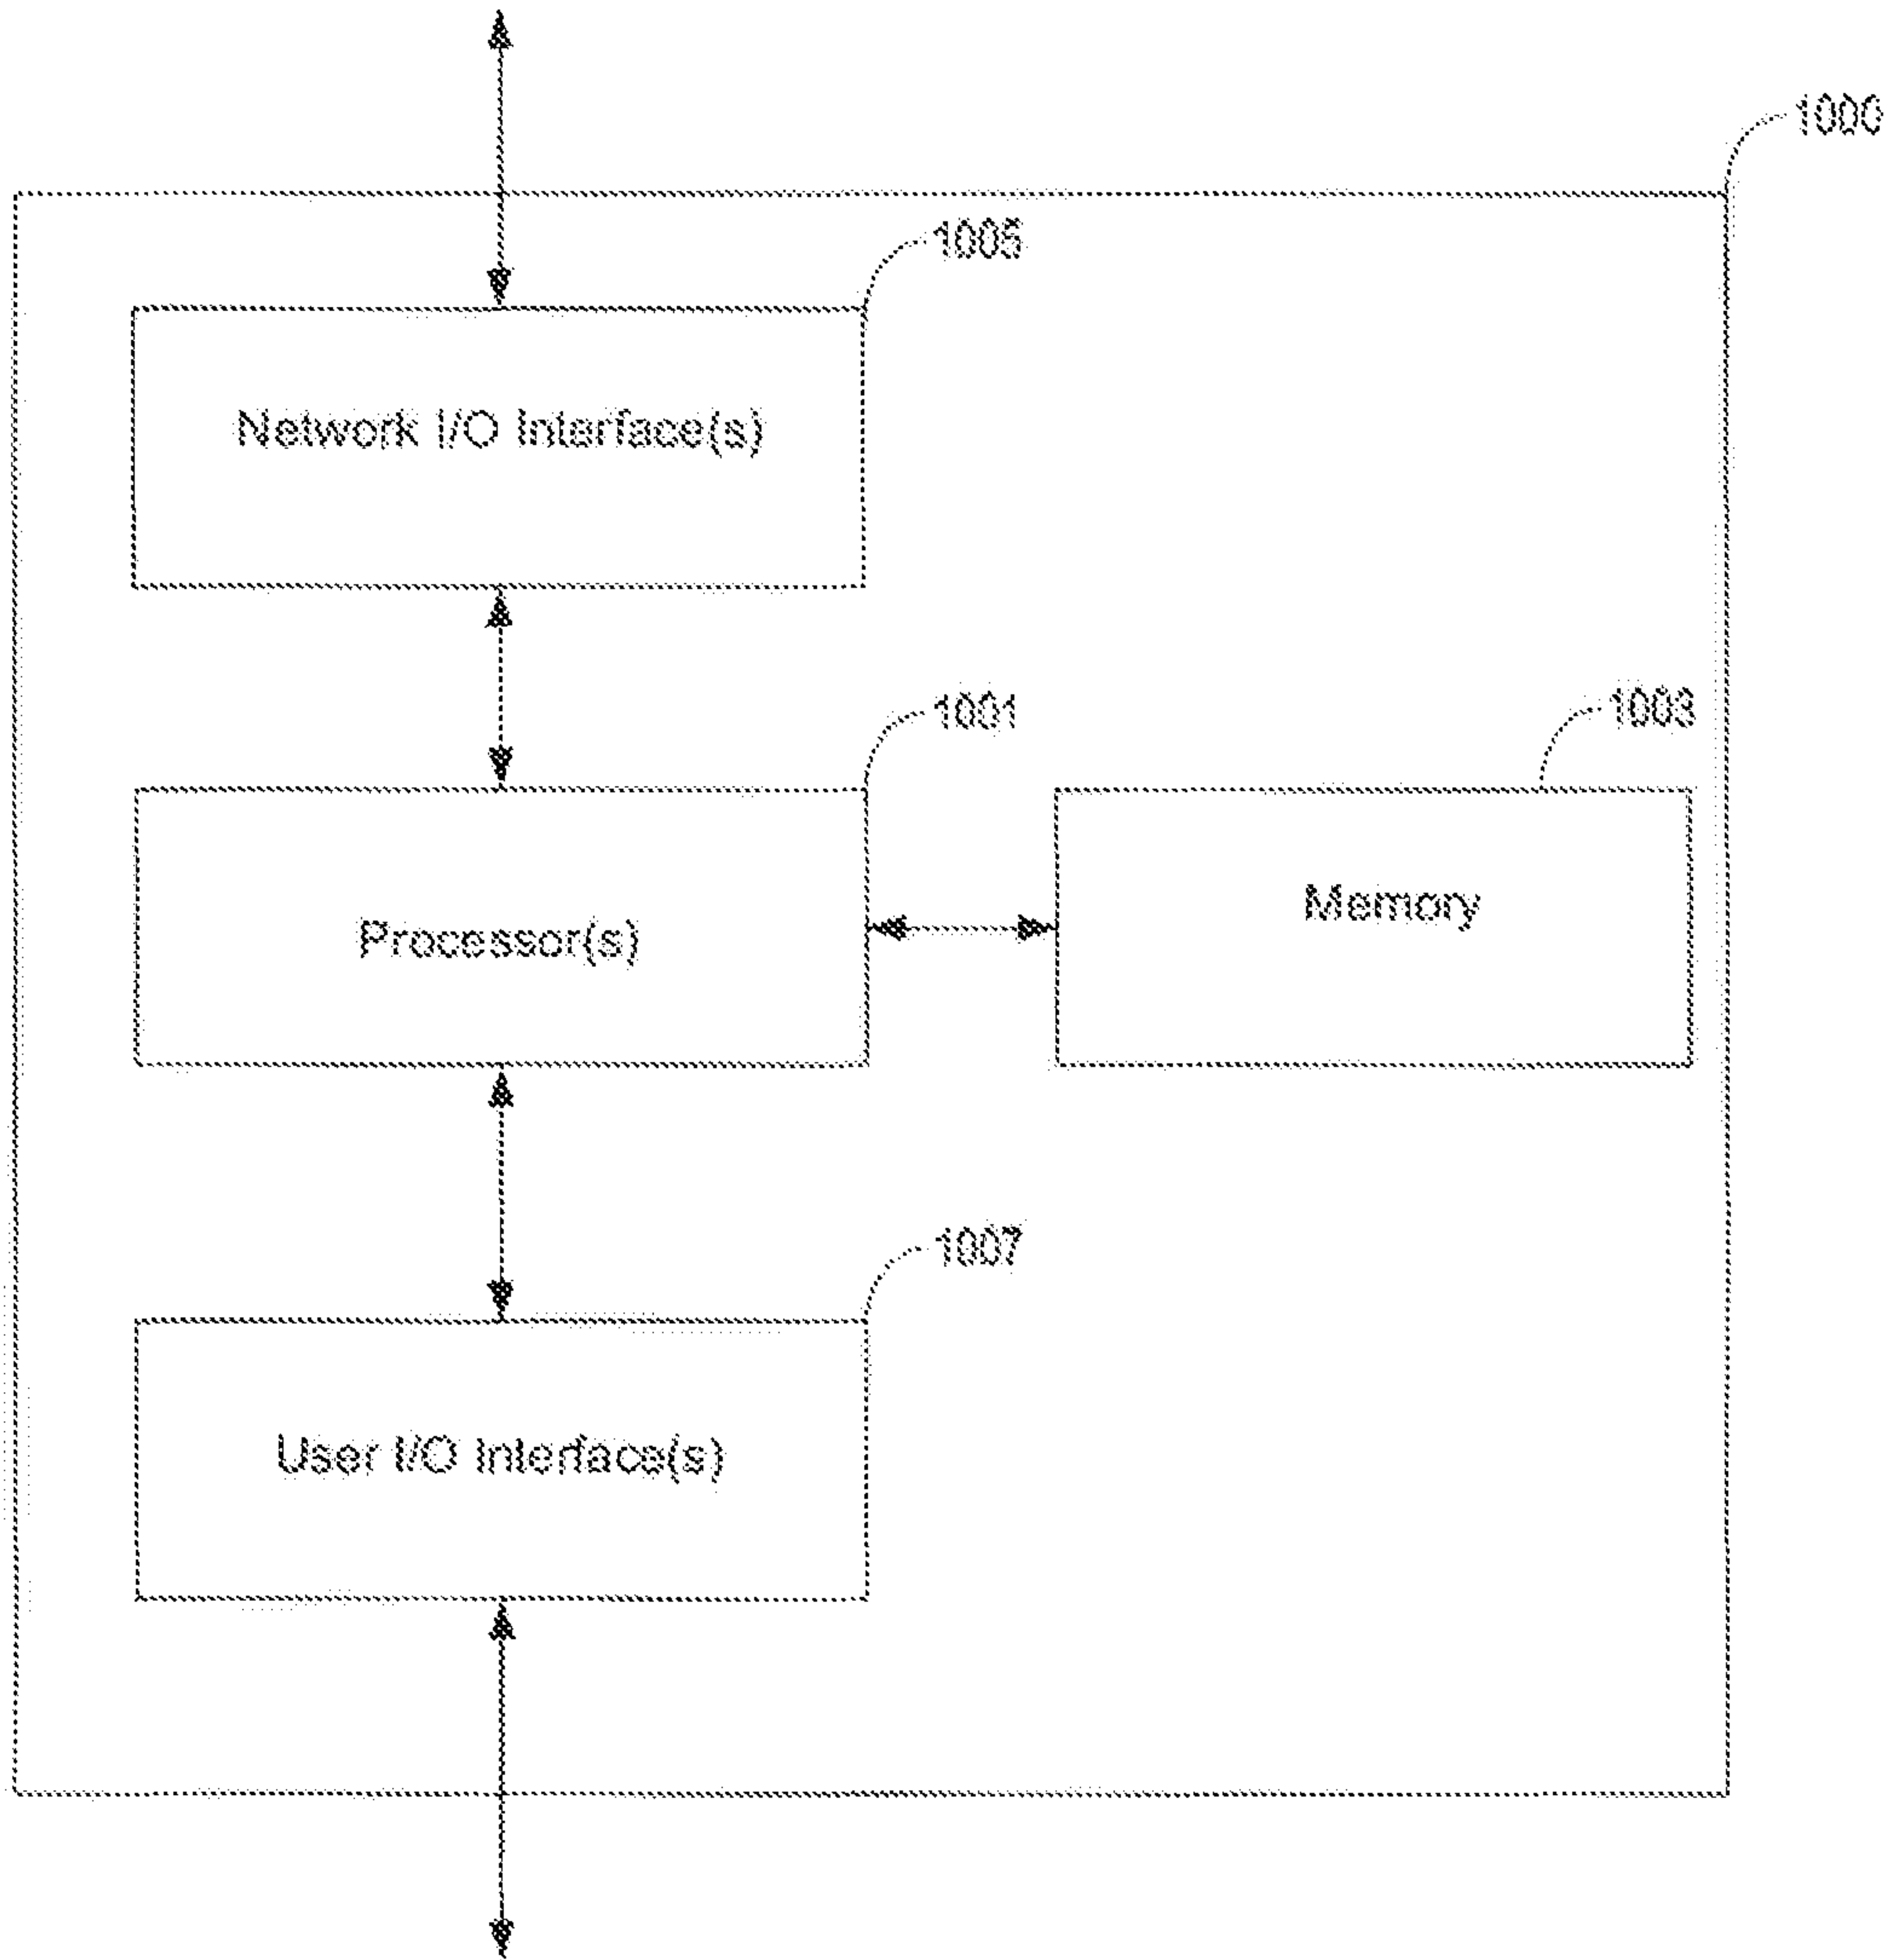 1000
1005
Network I/O Interface(s)
1001
1003
Processor(s)
Memory
1007
User I/O Interface(s)